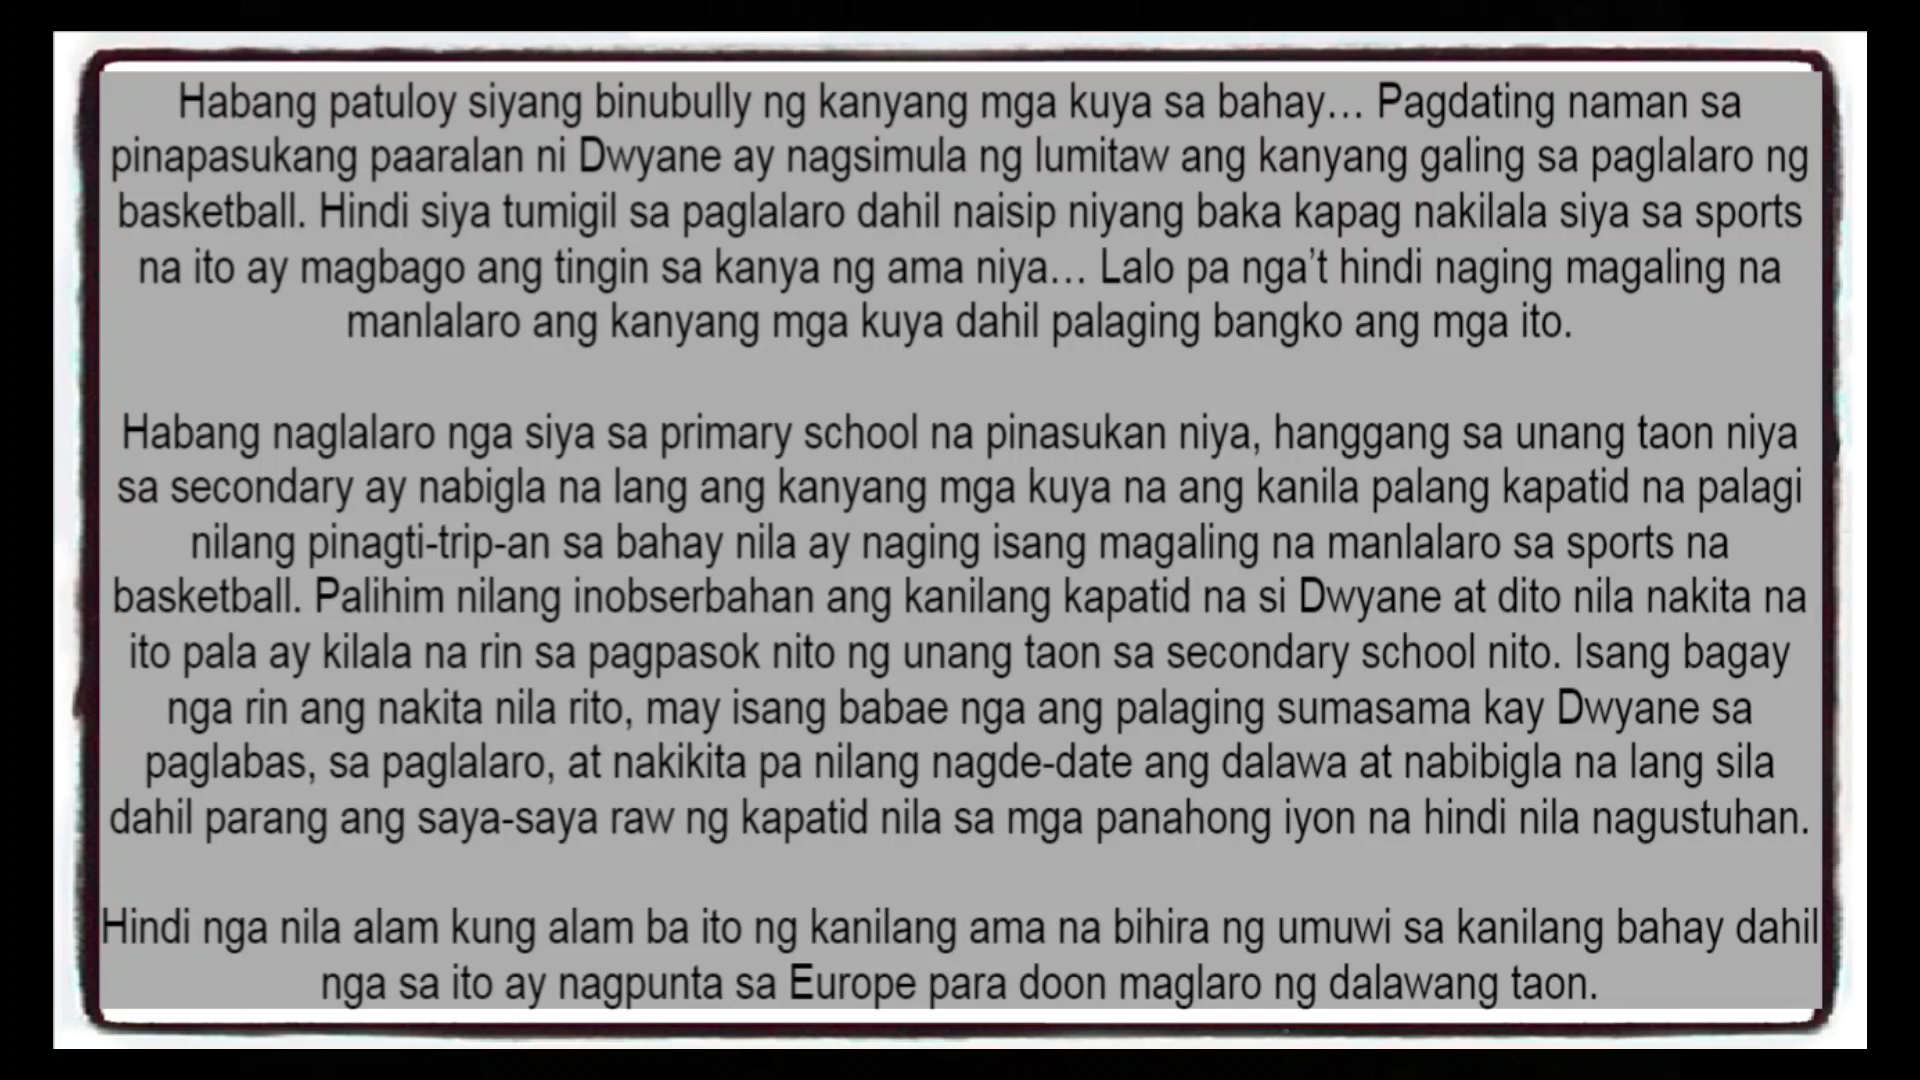 Habang patuloy siyang binubully ng kanyang mga kuya sa bahay… Pagdating naman sa
pinapasukang paaralan ni Dwyane ay nagsimula ng lumitaw ang kanyang galing sa paglalaro ng
basketball. Hindi siya tumigil sa paglalaro dahil naisip niyang baka kapag nakilala siya sa sports
na ito ay magbago ang tingin sa kanya ng ama niya… Lalo pa nga’t hindi naging magaling na
manlalaro ang kanyang mga kuya dahil palaging bangko ang mga ito.
Habang naglalaro nga siya sa primary school na pinasukan niya, hanggang sa unang taon niya
sa secondary ay nabigla na lang ang kanyang mga kuya na ang kanila palang kapatid na palagi
nilang pinagti-trip-an sa bahay nila ay naging isang magaling na manlalaro sa sports na
basketball. Palihim nilang inobserbahan ang kanilang kapatid na si Dwyane at dito nila nakita na
ito pala ay kilala na rin sa pagpasok nito ng unang taon sa secondary school nito. Isang bagay
nga rin ang nakita nila rito, may isang babae nga ang palaging sumasama kay Dwyane sa
paglabas, sa paglalaro, at nakikita pa nilang nagde-date ang dalawa at nabibigla na lang sila
dahil parang ang saya-saya raw ng kapatid nila sa mga panahong iyon na hindi nila nagustuhan.
Hindi nga nila alam kung alam ba ito ng kanilang ama na bihira ng umuwi sa kanilang bahay dahil
nga sa ito ay nagpunta sa Europe para doon maglaro ng dalawang taon.